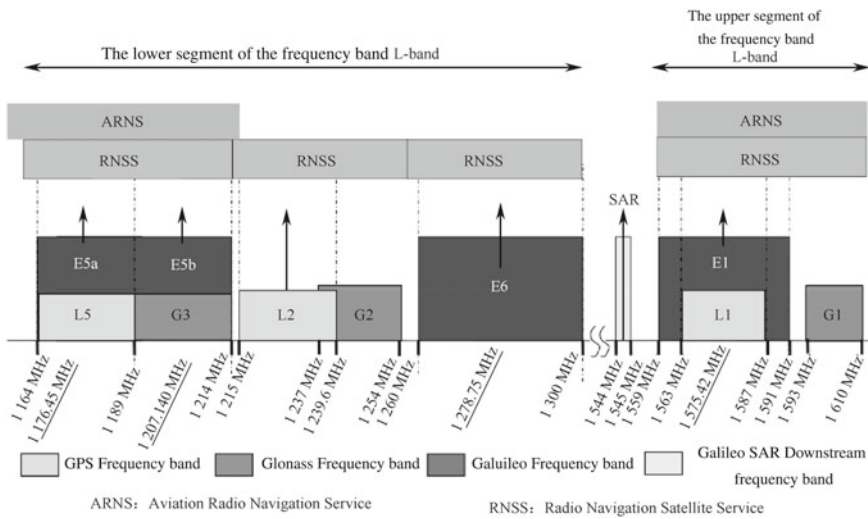 The upper segment of
the frequency band
L-band
The lower segment of the frequency band L-band
ARNS
ARNS
RNSS
RNSS
RNSS
RNSS
SAR
E5a
E5b
E6
E1
L5
G3
L2
G2
L1
G1
1 164 MHz
1 176.45 MHz
1 189 MHz
1 207.140 MHz
1 214 MHz
1 215 MHz
1 237 MHz
1 239.6 MHz
1 254 MHz
1 260 MHz
1 278.75 MHz
1 300 MHz
1 544 MHz
1 545 MHz
1 559 MHz
1 563 MHz
1 575.42 MHz
1 587 MHz
1 591 MHz
1 593 MHz
1 610 MHz
GPS Frequency band
Glonass Frequency band
Galuileo Frequency band
Galileo SAR Downstream
frequency band
ARNS: Aviation Radio Navigation Service
RNSS: Radio Navigation Satellite Service